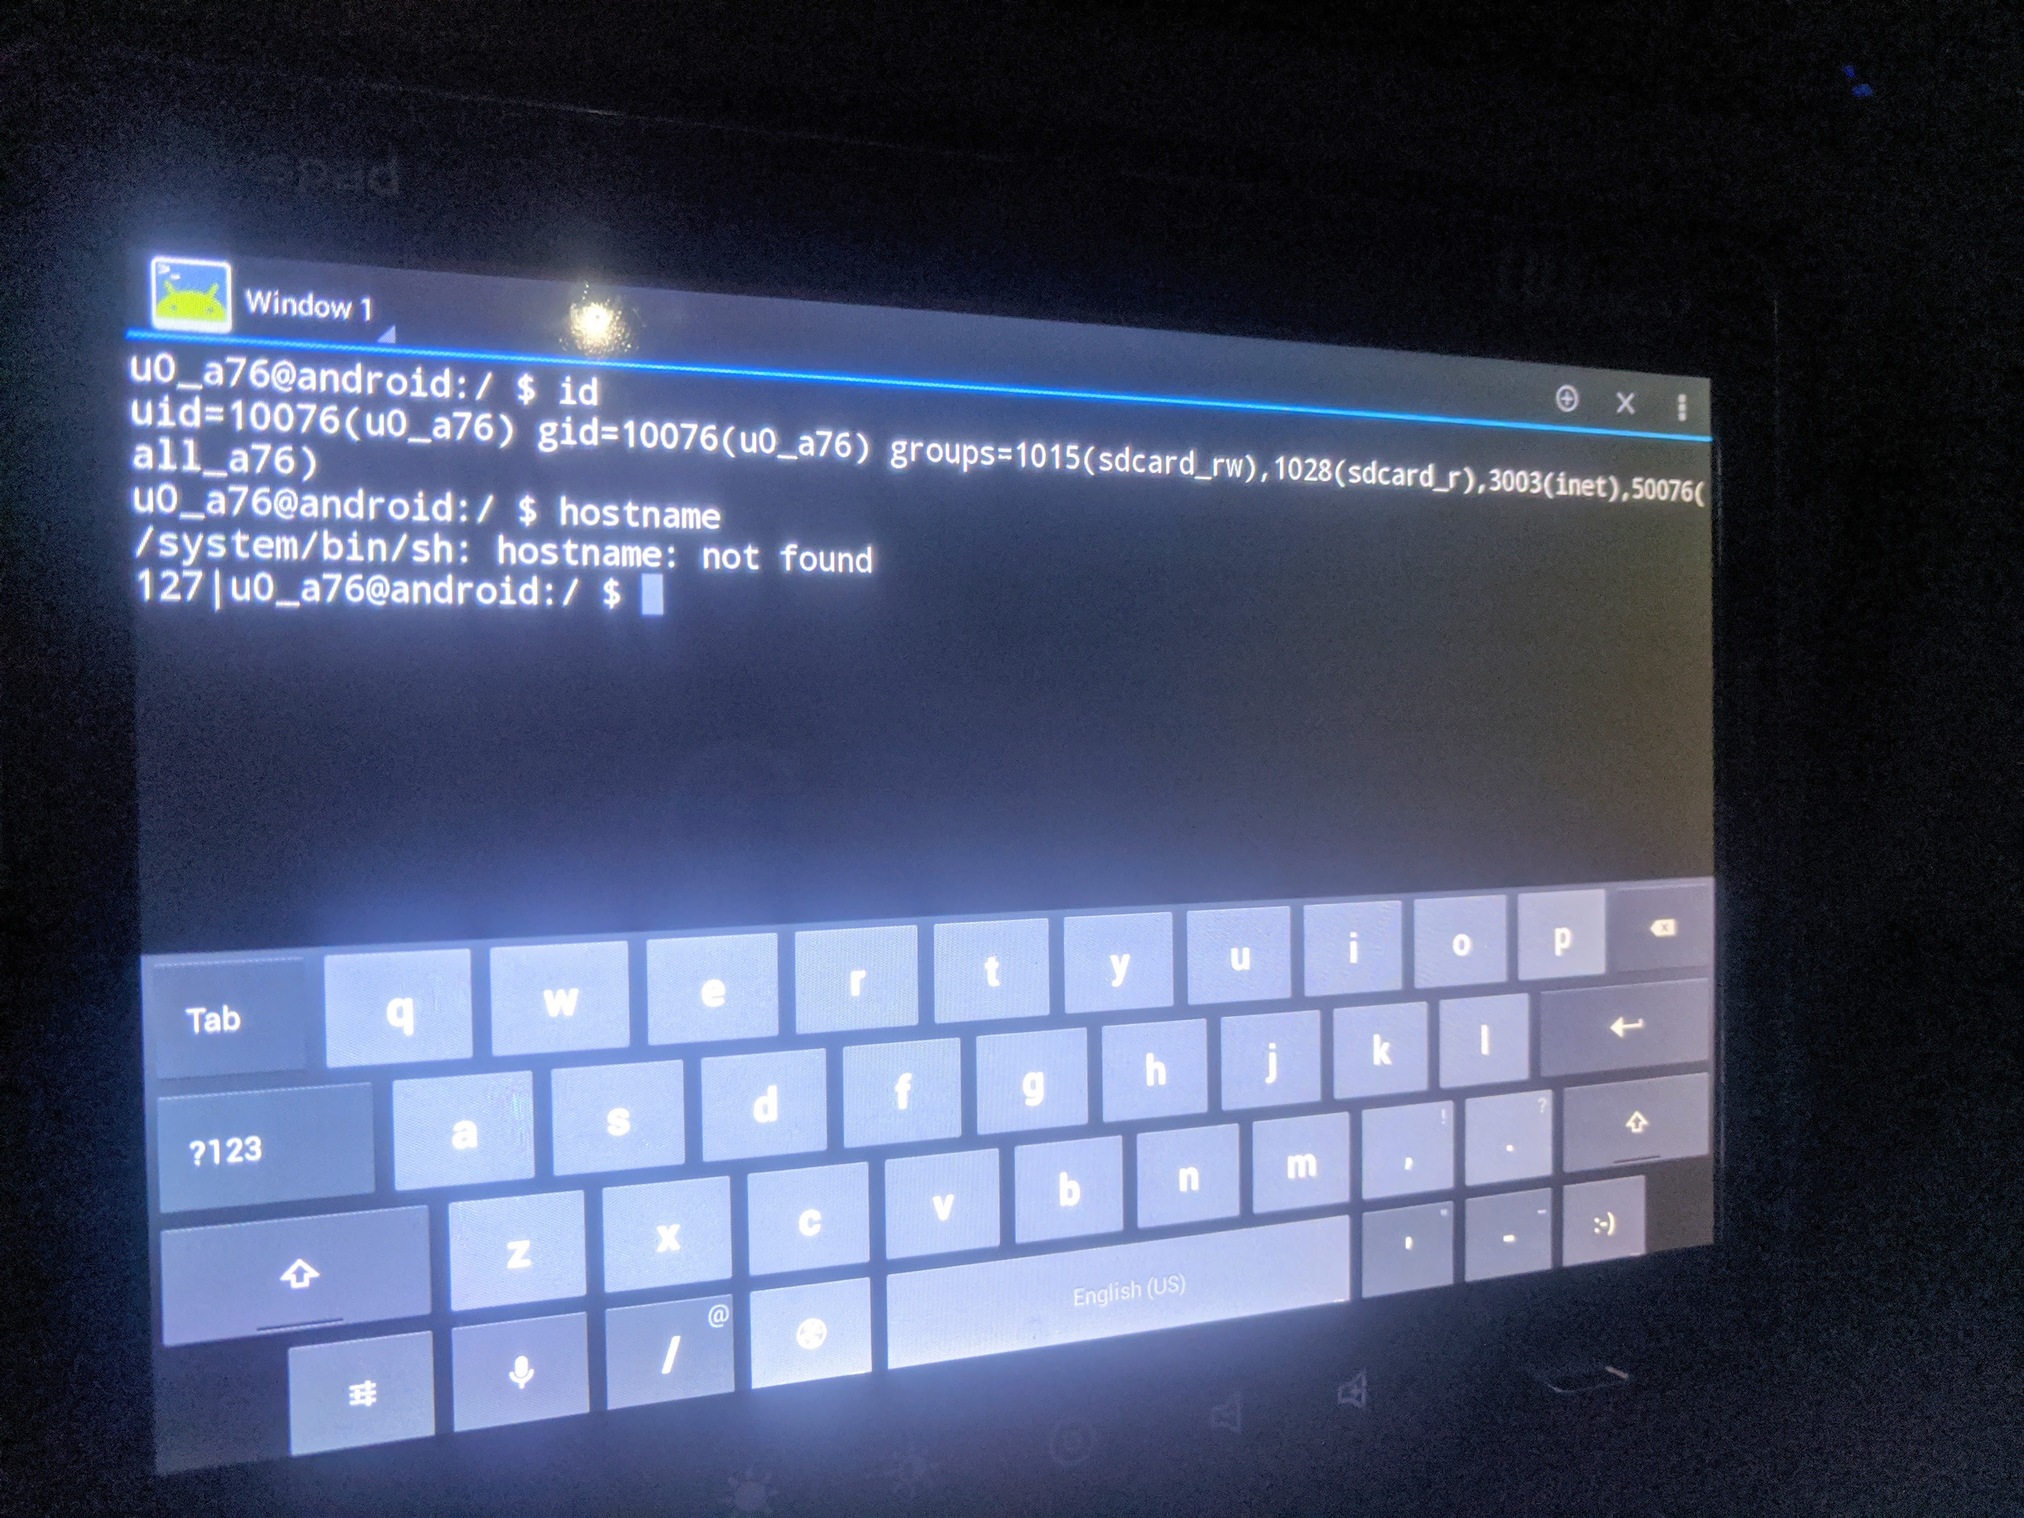 Window 1
u0_a76@android:/ $ id
uid=10076(u0_a76) gid=10076(u0_a76) groups=1015(sdcard_rw),1028(sdcard_r),3003(inet),50076(
all_a76)
u0_a76@android:/ $ hostname
/system/bin/sh: hostname: not found
127|u0_a76@android:/ $
Tab q w e r t y u i o p
?123 a s d f g h j k l
z x c v b n m , ! . ?
/ @ English (US) ' " - _ :-)